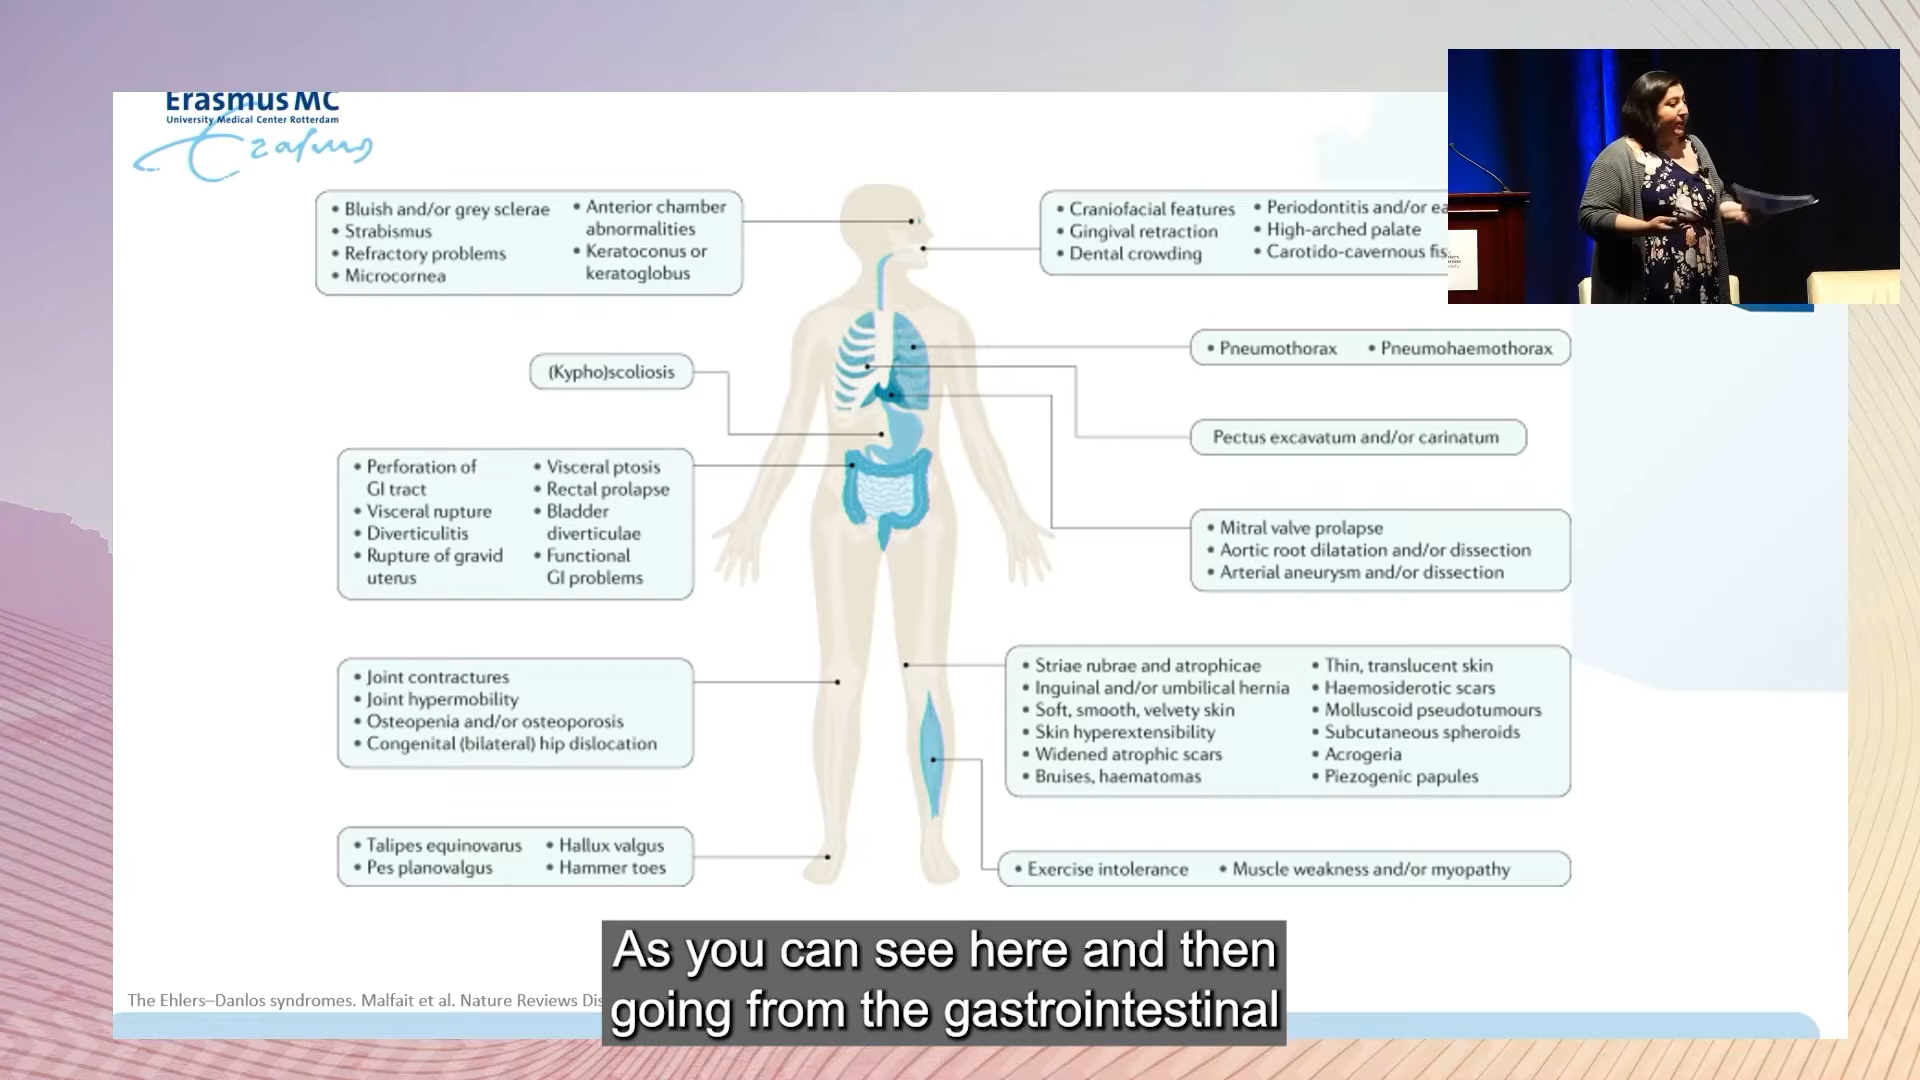 Erasmus MC
University Medical Center Rotterdam
Erasmus
• Bluish and/or grey sclerae
• Strabismus
• Refractory problems
• Microcornea
• Anterior chamber
abnormalities
• Keratoconus or
keratoglobus
• Craniofacial features
• Gingival retraction
• Dental crowding
• Periodontitis and/or
• High-arched palate
• Carotido-cavernous
(Kypho)scoliosis
• Pneumothorax
• Pneumohaemothorax
Pectus excavatum and/or carinatum
• Perforation of
GI tract
• Visceral rupture
• Diverticulitis
• Rupture of gravid
uterus
• Visceral ptosis
• Rectal prolapse
• Bladder
diverticulae
• Functional
GI problems
• Mitral valve prolapse
• Aortic root dilatation and/or dissection
• Arterial aneurysm and/or dissection
• Joint contractures
• Joint hypermobility
• Osteopenia and/or osteoporosis
• Congenital (bilateral) hip dislocation
• Striae rubrae and atrophicae
• Inguinal and/or umbilical hernia
• Soft, smooth, velvety skin
• Skin hyperextensibility
• Widened atrophic scars
• Bruises, haematomas
• Thin, translucent skin
• Haemosiderotic scars
• Molluscoid pseudotumours
• Subcutaneous spheroids
• Acrogeria
• Piezogenic papules
• Talipes equinovarus
• Pes planovalgus
• Hallux valgus
• Hammer toes
• Exercise intolerance
• Muscle weakness and/or myopathy
The Ehlers–Danlos syndromes. Malfait et al. Nature Reviews
As you can see here and then
going from the gastrointestinal